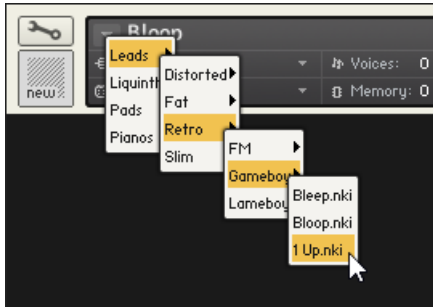 Bloop
new
Voices: 0
Memory: 0
Leads
Liquinth
Pads
Pianos
Distorted
Fat
Retro
Slim
FM
Gameboy
Lameboy
Bleep.nki
Bloop.nki
1 Up.nki